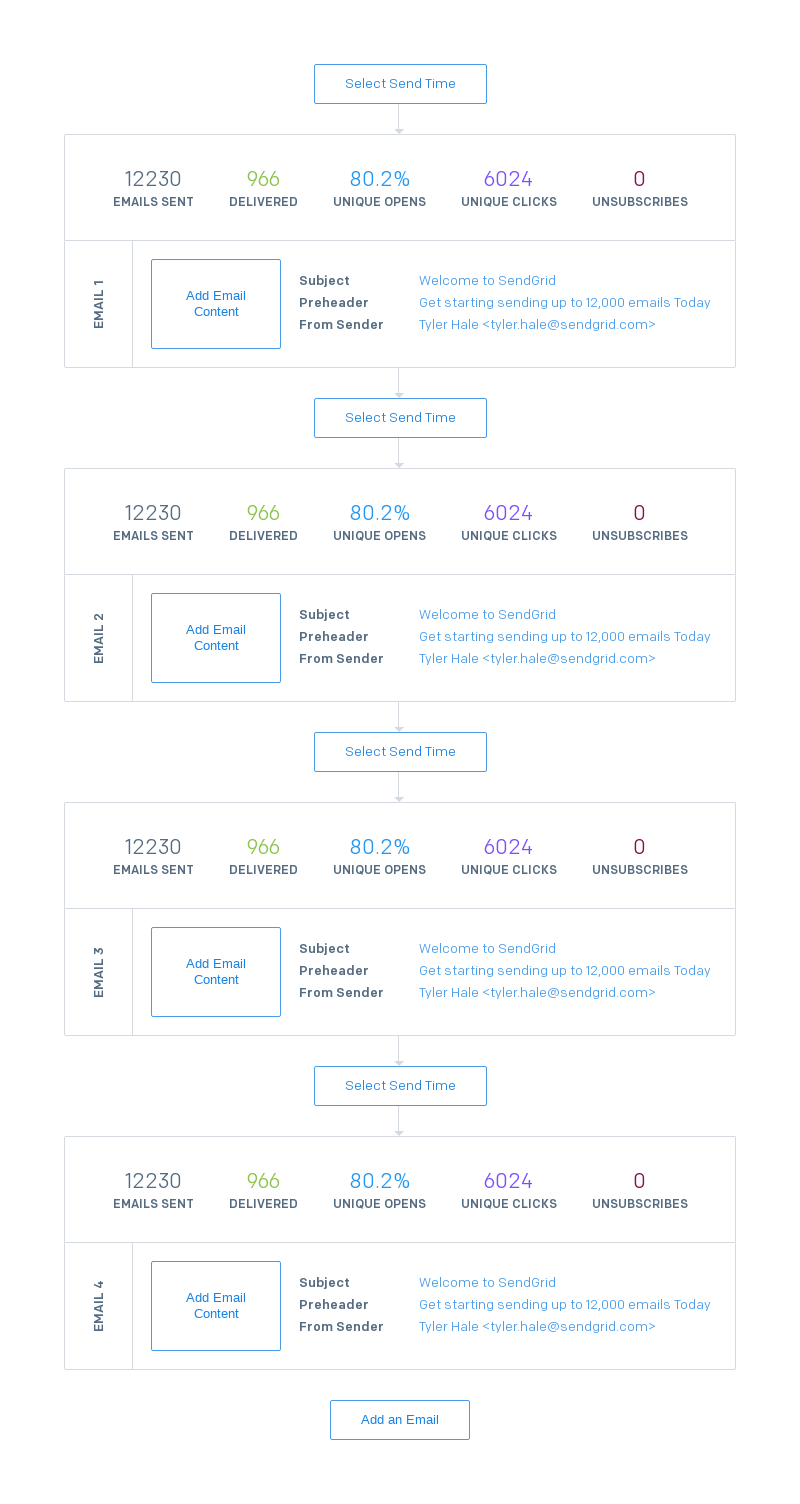 Select Send Time
12230 966 80.2% 6024 0
EMAILS SENT DELIVERED UNIQUE OPENS UNIQUE CLICKS UNSUBSCRIBES
EMAIL 1
Add Email
Content
Subject Welcome to SendGrid
Preheader Get starting sending up to 12,000 emails Today
From Sender Tyler Hale <tyler.hale@sendgrid.com>
Select Send Time
12230 966 80.2% 6024 0
EMAILS SENT DELIVERED UNIQUE OPENS UNIQUE CLICKS UNSUBSCRIBES
EMAIL 2
Add Email
Content
Subject Welcome to SendGrid
Preheader Get starting sending up to 12,000 emails Today
From Sender Tyler Hale <tyler.hale@sendgrid.com>
Select Send Time
12230 966 80.2% 6024 0
EMAILS SENT DELIVERED UNIQUE OPENS UNIQUE CLICKS UNSUBSCRIBES
EMAIL 3
Add Email
Content
Subject Welcome to SendGrid
Preheader Get starting sending up to 12,000 emails Today
From Sender Tyler Hale <tyler.hale@sendgrid.com>
Select Send Time
12230 966 80.2% 6024 0
EMAILS SENT DELIVERED UNIQUE OPENS UNIQUE CLICKS UNSUBSCRIBES
EMAIL 4
Add Email
Content
Subject Welcome to SendGrid
Preheader Get starting sending up to 12,000 emails Today
From Sender Tyler Hale <tyler.hale@sendgrid.com>
Add an Email